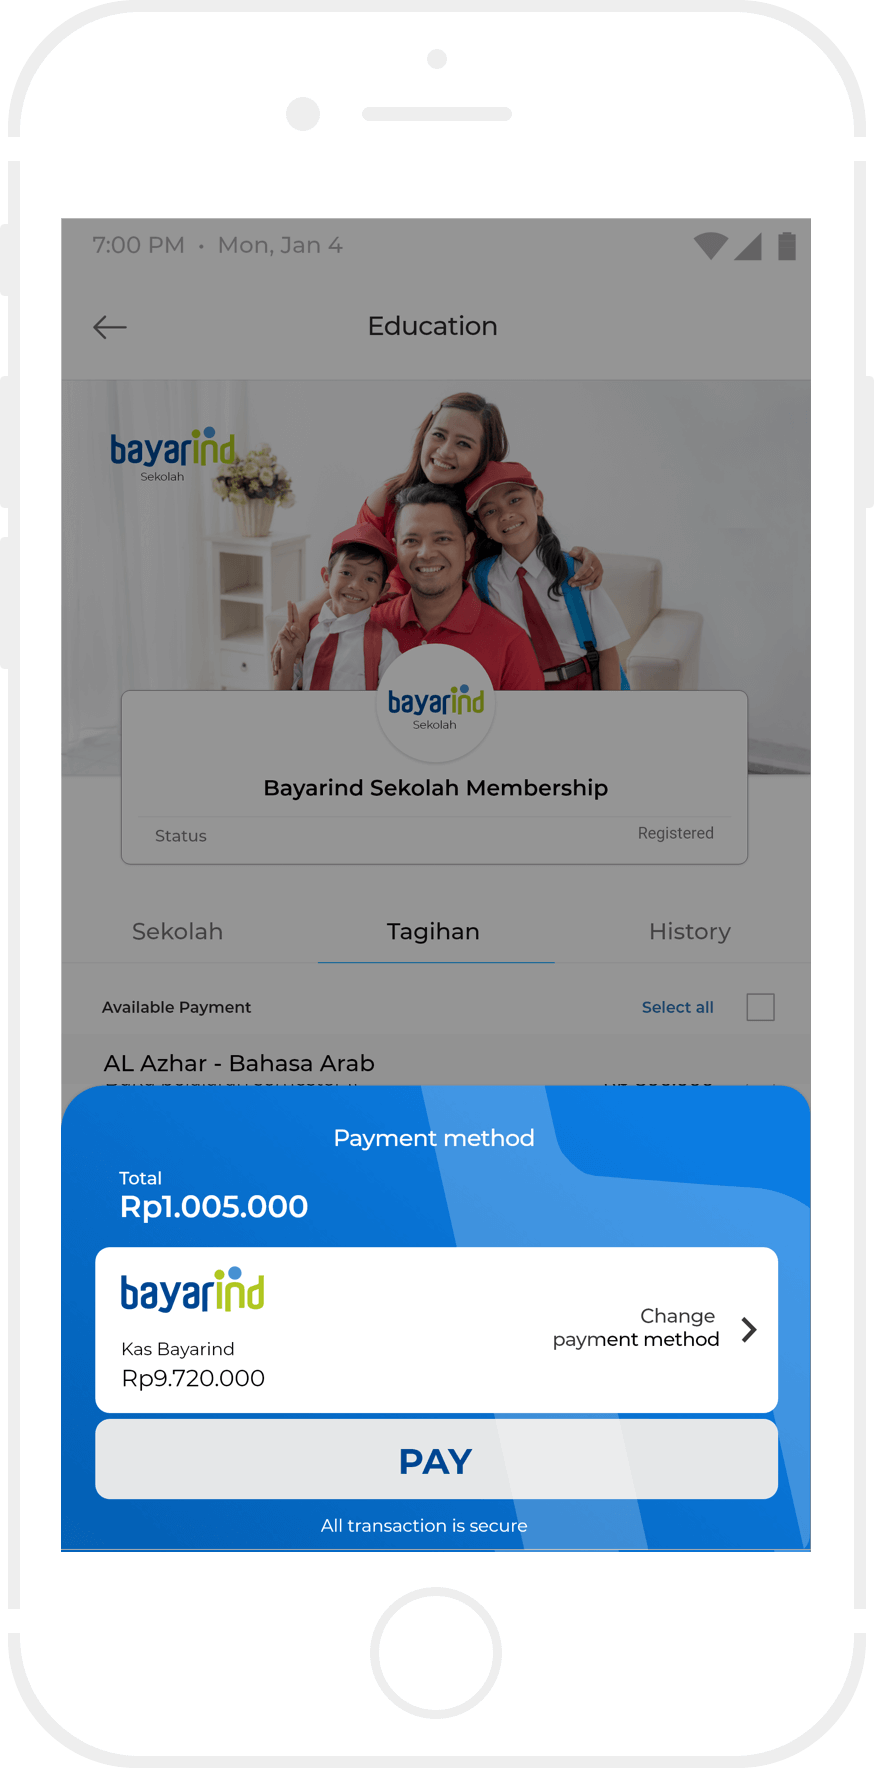 7:00 PM • Mon, Jan 4
Education
bayarind
Sekolah
bayarind
Sekolah
Bayarind Sekolah Membership
Status Registered
Sekolah Tagihan History
Available Payment Select all
AL Azhar - Bahasa Arab
Payment method
Total
Rp1.005.000
bayarind
Change
payment method
Kas Bayarind
Rp9.720.000
PAY
All transaction is secure